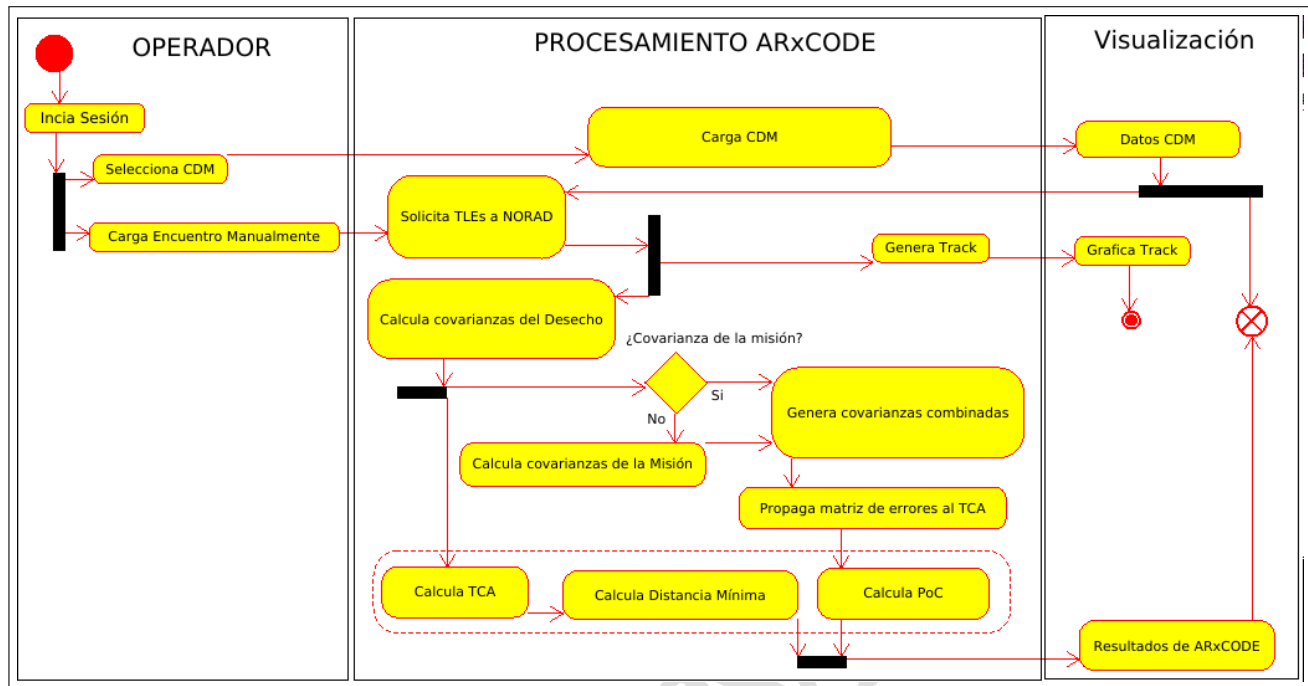 OPERADOR
PROCESAMIENTO ARxCODE
Visualización
Incia Sesión
Selecciona CDM
Carga CDM
Datos CDM
Carga Encuentro Manualmente
Solicita TLEs a NORAD
Genera Track
Grafica Track
Calcula covarianzas del Desecho
¿Covarianza de la misión?
Si
No
Genera covarianzas combinadas
Calcula covarianzas de la Misión
Propaga matriz de errores al TCA
Calcula TCA
Calcula Distancia Mínima
Calcula PoC
Resultados de ARxCODE